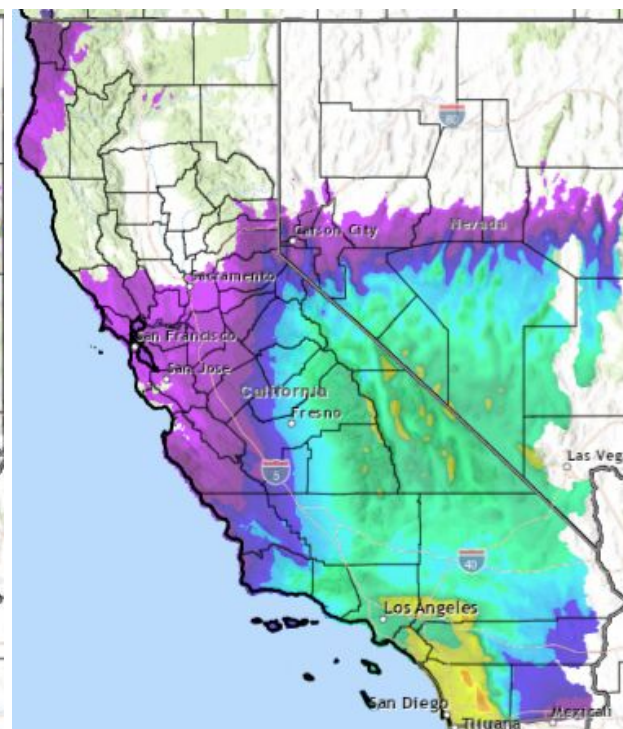 80
Carson City
Nevada
Sacramento
San Francisco
San Jose
California
Fresno
5
Las Veg
40
Los Angeles
San Diego
Mexicali
Tijuana